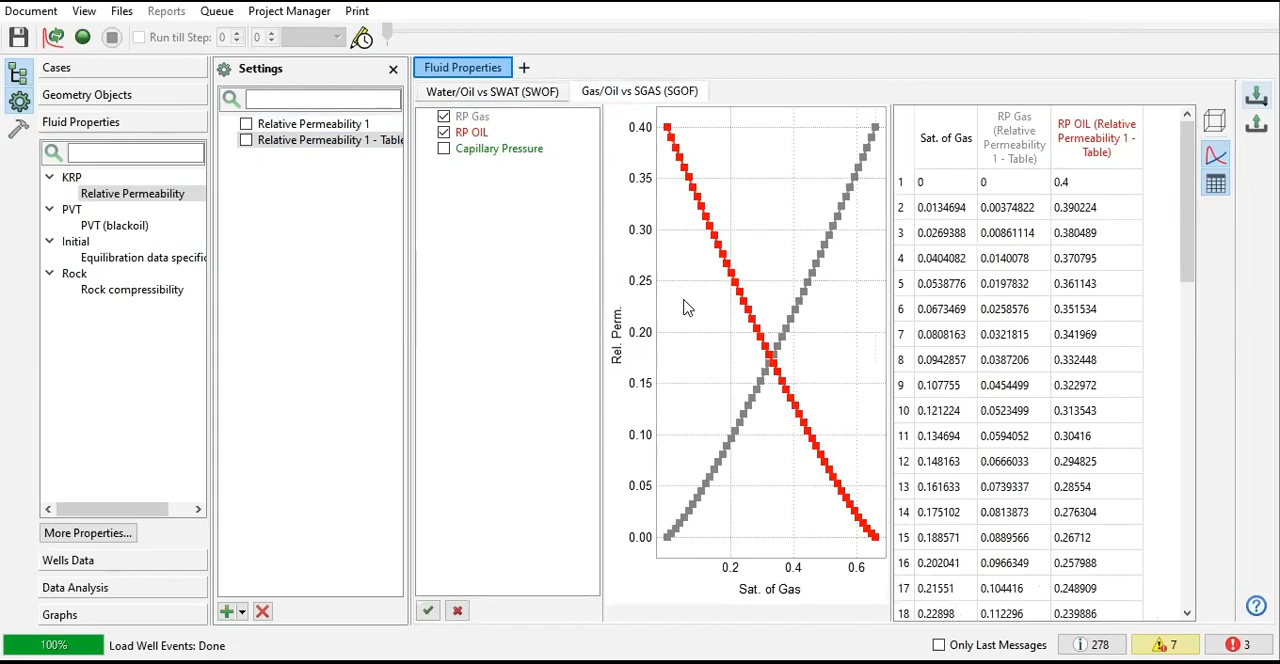 Document View Files Reports Queue Project Manager Print
Run till Step: 0 0
Cases
Geometry Objects
Fluid Properties
KRP
Relative Permeability
PVT
PVT (blackoil)
Initial
Equilibration data specific
Rock
Rock compressibility
More Properties...
Wells Data
Data Analysis
Graphs
Settings
Relative Permeability 1
Relative Permeability 1 - Table
Fluid Properties
Water/Oil vs SWAT (SWOF) Gas/Oil vs SGAS (SGOF)
RP Gas
RP OIL
Capillary Pressure
Rel. Perm.
0.40
0.35
0.30
0.25
0.20
0.15
0.10
0.05
0.00
0.2 0.4 0.6
Sat. of Gas
Sat. of Gas RP Gas (Relative Permeability 1 - Table) RP OIL (Relative Permeability 1 - Table)
1 0 0 0.4
2 0.0134694 0.00374822 0.390224
3 0.0269388 0.00861114 0.380489
4 0.0404082 0.0140078 0.370795
5 0.0538776 0.0197832 0.361143
6 0.0673469 0.0258576 0.351534
7 0.0808163 0.0321815 0.341969
8 0.0942857 0.0387206 0.332448
9 0.107755 0.0454499 0.322972
10 0.121224 0.0523499 0.313543
11 0.134694 0.0594052 0.30416
12 0.148163 0.0666033 0.294825
13 0.161633 0.0739337 0.28554
14 0.175102 0.0813873 0.276304
15 0.188571 0.0889566 0.26712
16 0.202041 0.0966349 0.257988
17 0.21551 0.104416 0.248909
18 0.22898 0.112296 0.239886
100% Load Well Events: Done
Only Last Messages 278 7 3